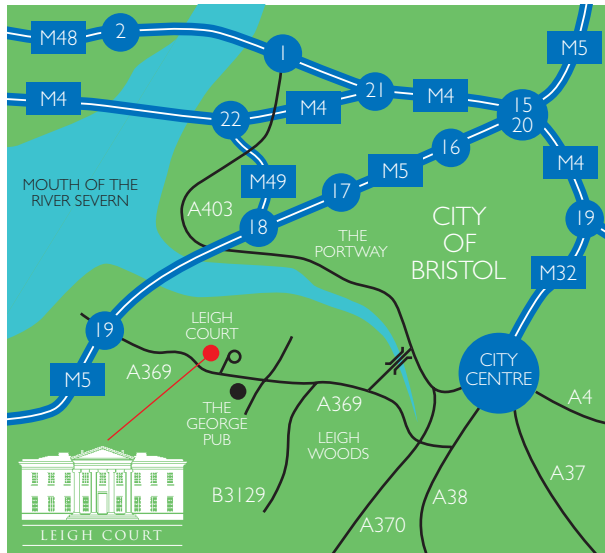 M48
2
1
M5
M4
22
M4
21
M4
15
20
16
M5
17
M49
18
M4
19
MOUTH OF THE
RIVER SEVERN
A403
THE
PORTWAY
CITY
OF
BRISTOL
M32
19
M5
LEIGH
COURT
A369
THE
GEORGE
PUB
A369
LEIGH
WOODS
CITY
CENTRE
A4
B3129
A370
A38
A37
LEIGH COURT